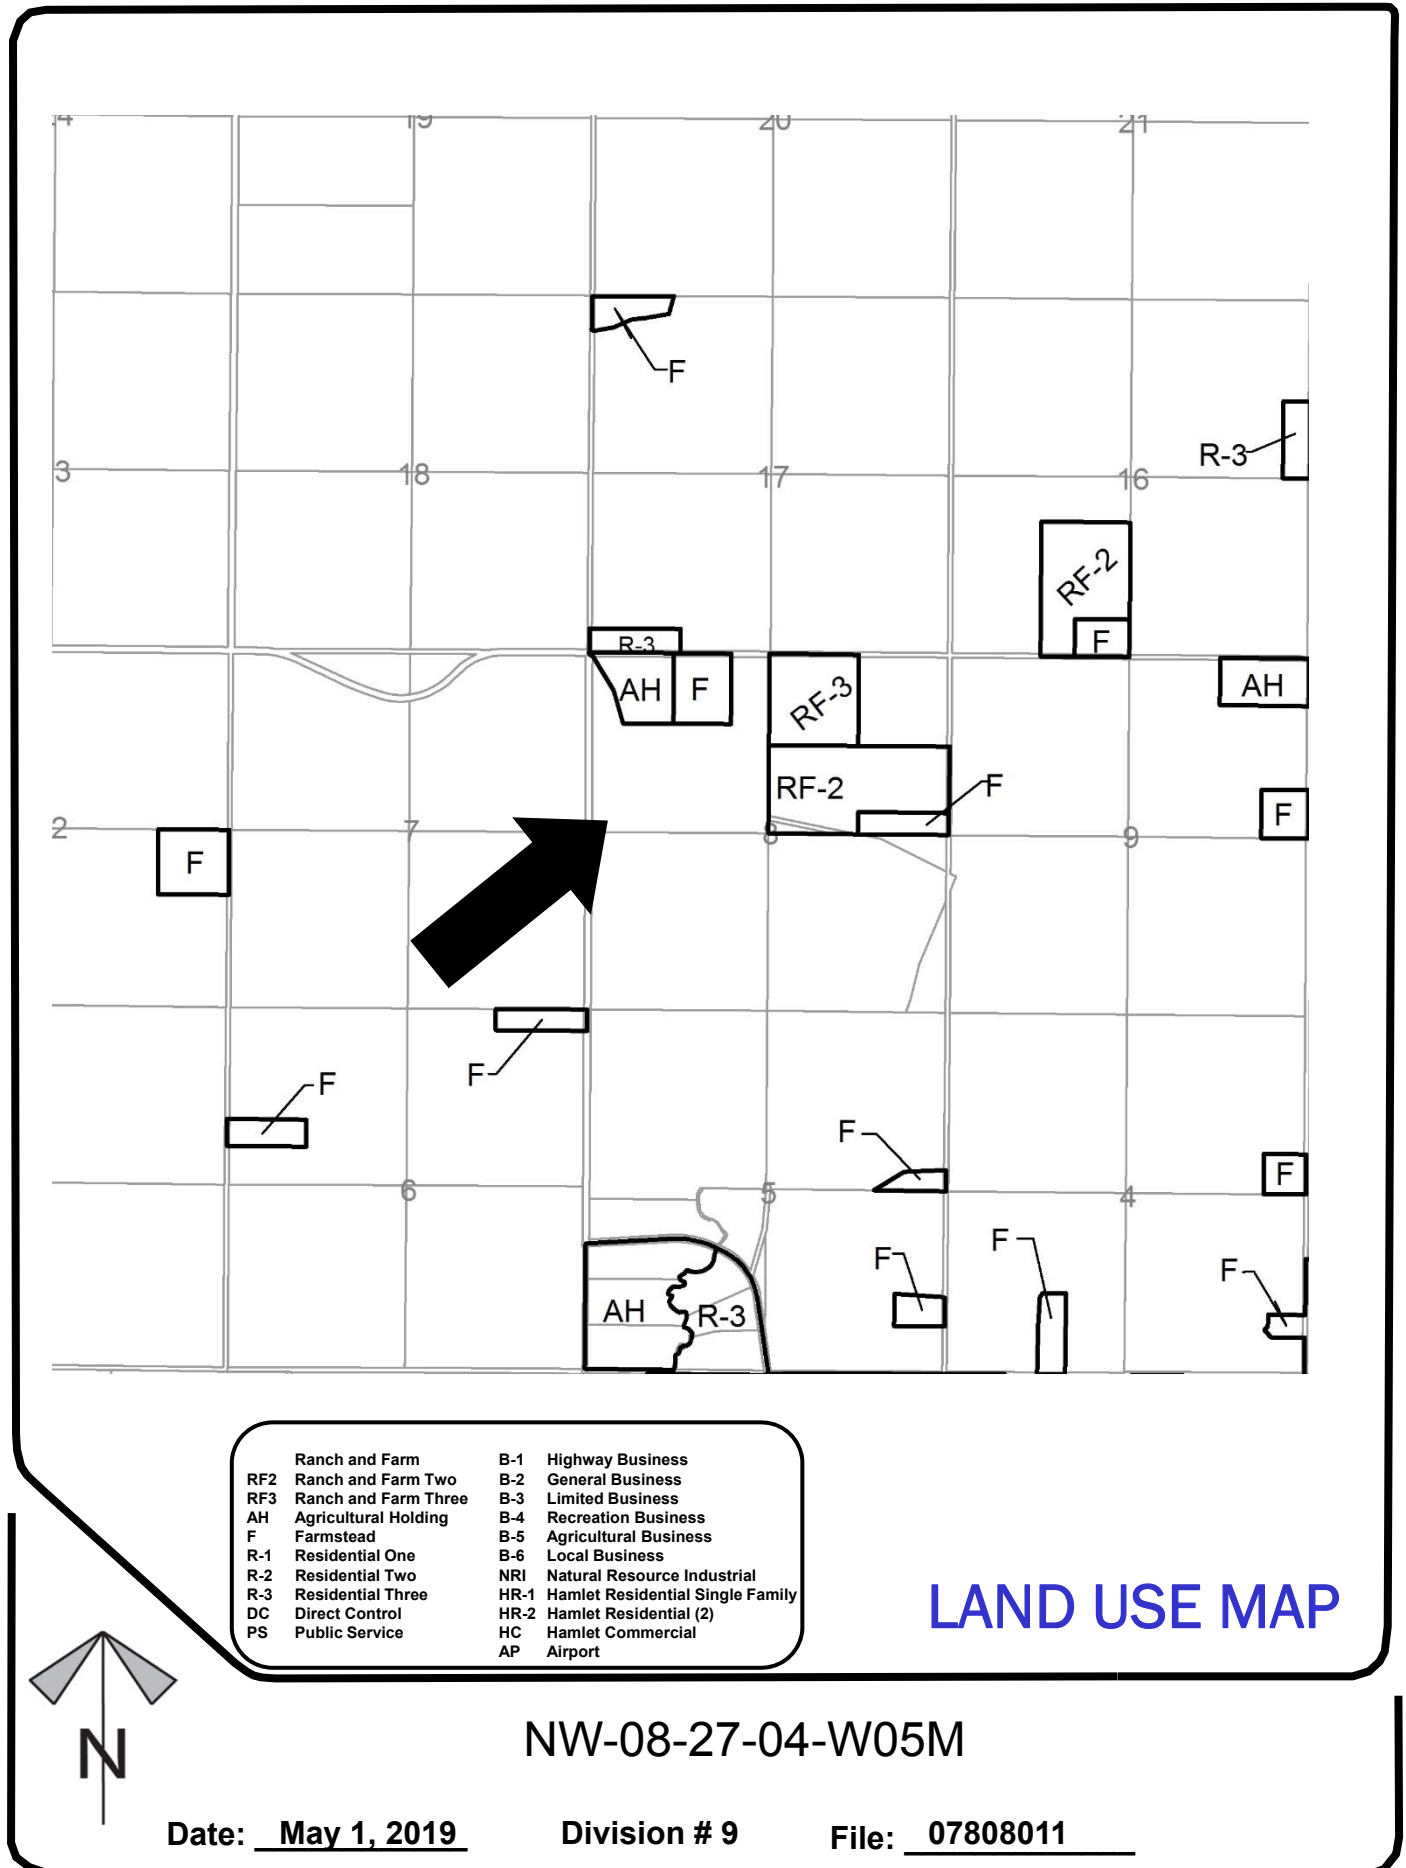 4 19 20 21
F
R-3
3 18 17 16
RF-2
R-3 F
AH F RF-3 AH
RF-2 F
F
2 7 8 9
F
F
F
F
F
6 5 4
F F
F
AH R-3
Ranch and Farm B-1 Highway Business
RF2 Ranch and Farm Two B-2 General Business
RF3 Ranch and Farm Three B-3 Limited Business
AH Agricultural Holding B-4 Recreation Business
F Farmstead B-5 Agricultural Business
R-1 Residential One B-6 Local Business
R-2 Residential Two NRI Natural Resource Industrial
R-3 Residential Three HR-1 Hamlet Residential Single Family
DC Direct Control HR-2 Hamlet Residential (2)
PS Public Service HC Hamlet Commercial
AP Airport
LAND USE MAP
N
NW-08-27-04-W05M
Date: May 1, 2019 Division # 9 File: 07808011